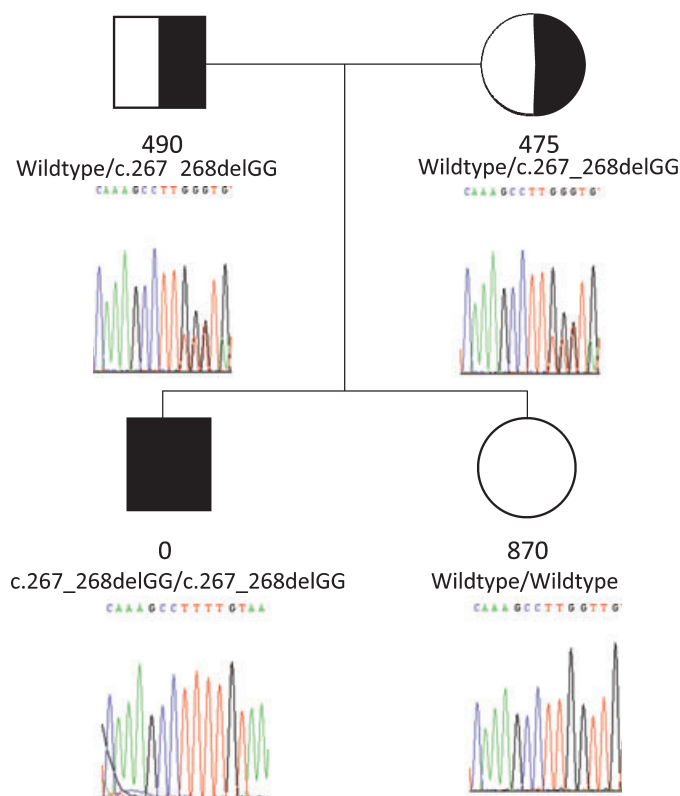 490
Wildtype/c.267_268delGG
CAAAGCCTTGGGTG
475
Wildtype/c.267_268delGG
CAAAGCCTTGGGTG
0
c.267_268delGG/c.267_268delGG
CAAAGCCTTTTGTAA
870
Wildtype/Wildtype
CAAAGCCTTGGTTG